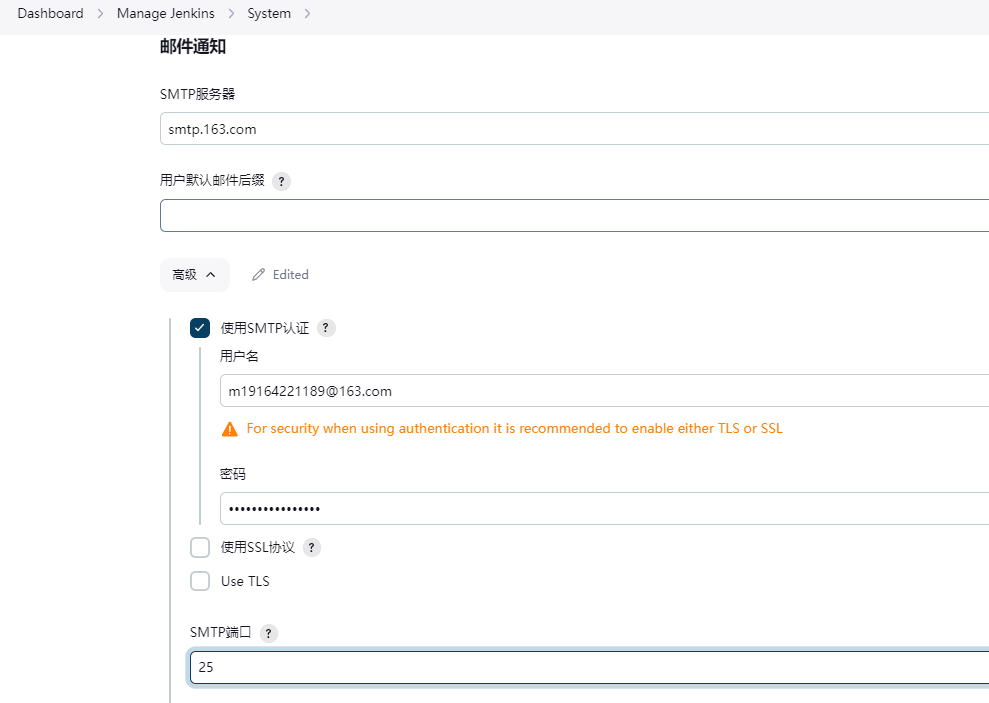 Dashboard > Manage Jenkins > System >
邮件通知
SMTP服务器
smtp.163.com
用户默认邮件后缀 ?
高级 Edited
使用SMTP认证 ?
用户名
m19164221189@163.com
For security when using authentication it is recommended to enable either TLS or SSL
密码
••••••••••••••••
使用SSL协议 ?
Use TLS
SMTP端口 ?
25